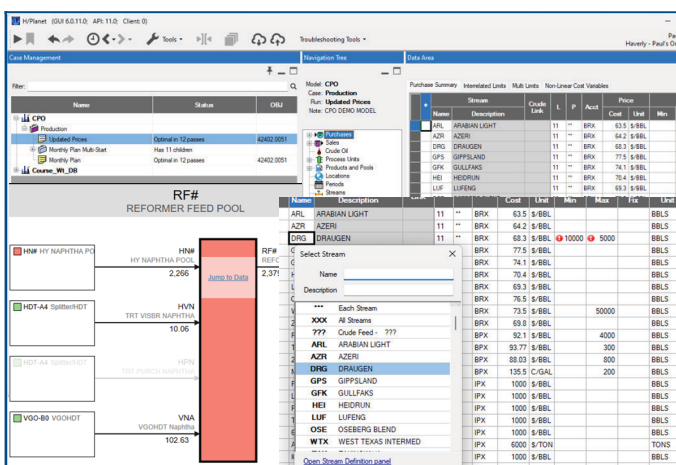 H/Planet (GUI 6.0.11.0; API: 11.0; Client: 0)
Tools
Troubleshooting Tools
Haverly - Paul's
Case Management
Navigation Tree
Data Area
Filter:
Name Status OBJ
CPO
Production
Updated Prices Optimal in 12 passes 42402.0051
Monthly Plan Multi-Start Has 11 children
Monthly Plan Optimal in 12 passes 42402.0051
Course_Wt_DB
Model: CPO
Case: Production
Run: Updated Prices
Note: CPO DEMO MODEL
Purchases
Sales
Crude Oil
Process Units
Products and Pools
Locations
Periods
Streams
Purchase Summary Interrelated Limits Multi Limits Non-Linear Cost Variables
Stream Crude Link L P Acct Price
Name Description Cost Unit Min
ARL ARABIAN LIGHT 11 ** BRX 63.5 $/BBL
AZR AZERI 11 ** BRX 64.2 $/BBL
DRG DRAUGEN 11 ** BRX 68.3 $/BBL
GPS GIPPSLAND 11 ** BRX 77.5 $/BBL
GFK GULLFAKS 11 ** BRX 74.1 $/BBL
HEI HEIDRUN 11 ** BRX 70.4 $/BBL
LUF LUFENG 11 ** BRX 69.3 $/BBL
RF#
REFORMER FEED POOL
HN# HY NAPHTHA PO
HN#
HY NAPHTHA POOL
2,266
Jump to Data
RF#
2,375
HDT-A4 Splitter/HDT
HVN
TRT VISBR NAPHTHA
10.06
HDT-A4 Splitter/HDT
HPN
TRT PURCH NAPHTHA
VGO-B0 VGOHDT
VNA
VGOHDT Naphtha
102.63
Name Description Cost Unit Min Max Fix Unit
ARL ARABIAN LIGHT 11 ** BRX 63.5 $/BBL BBLS
AZR AZERI 11 ** BRX 64.2 $/BBL BBLS
DRG DRAUGEN 11 ** BRX 68.3 $/BBL 10000 5000 BBLS
BPX 77.5 $/BBL BBLS
BPX 74.1 $/BBL BBLS
BRX 70.4 $/BBL BBLS
BRX 69.3 $/BBL BBLS
BRX 76.5 $/BBL BBLS
BPX 73.5 $/BBL 50000 BBLS
BRX 69.8 $/BBL BBLS
BPX 92.1 $/BBL 4000 BBLS
BPX 93.77 $/BBL 300 BBLS
BPX 88.03 $/BBL 800 BBLS
BPX 135.5 C/GAL 200 BBLS
IPX 1000 $/BBL BBLS
IPX 1000 $/BBL BBLS
IPX 1000 $/BBL BBLS
IPX 1000 $/BBL BBLS
IPX 6000 $/TON TONS
IPX 1000 $/BBL BBLS
Select Stream
Name
Description
*** Each Stream
XXX All Streams
??? Crude Feed - ???
ARL ARABIAN LIGHT
AZR AZERI
DRG DRAUGEN
GPS GIPPSLAND
GFK GULLFAKS
HEI HEIDRUN
LUF LUFENG
OSE OSEBERG BLEND
WTX WEST TEXAS INTERMED
Open Stream Definition panel